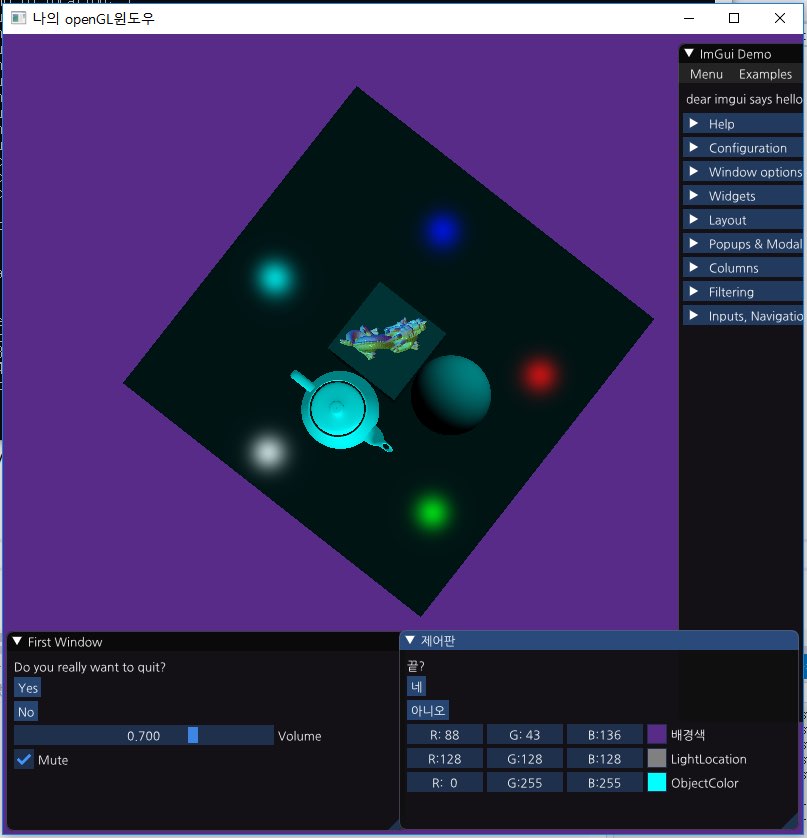 나의 openGL윈도우
ImGui Demo
Menu Examples
dear imgui says hello
Help
Configuration
Window options
Widgets
Layout
Popups & Modal
Columns
Filtering
Inputs, Navigatio
First Window
Do you really want to quit?
Yes
No
0.700 Volume
Mute
제어판
끝?
네
아니오
R: 88 G: 43 B:136 배경색
R:128 G:128 B:128 LightLocation
R: 0 G:255 B:255 ObjectColor